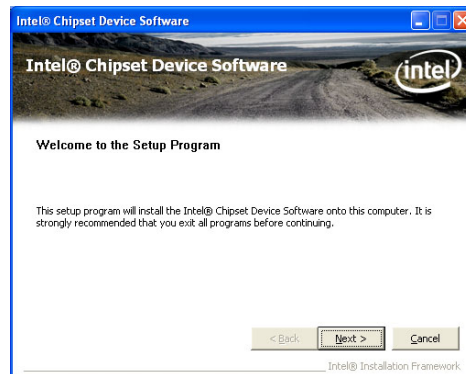 Intel® Chipset Device Software
Intel® Chipset Device Software
intel
Welcome to the Setup Program
This setup program will install the Intel® Chipset Device Software onto this computer. It is
strongly recommended that you exit all programs before continuing.
< Back
Next >
Cancel
Intel® Installation Framework